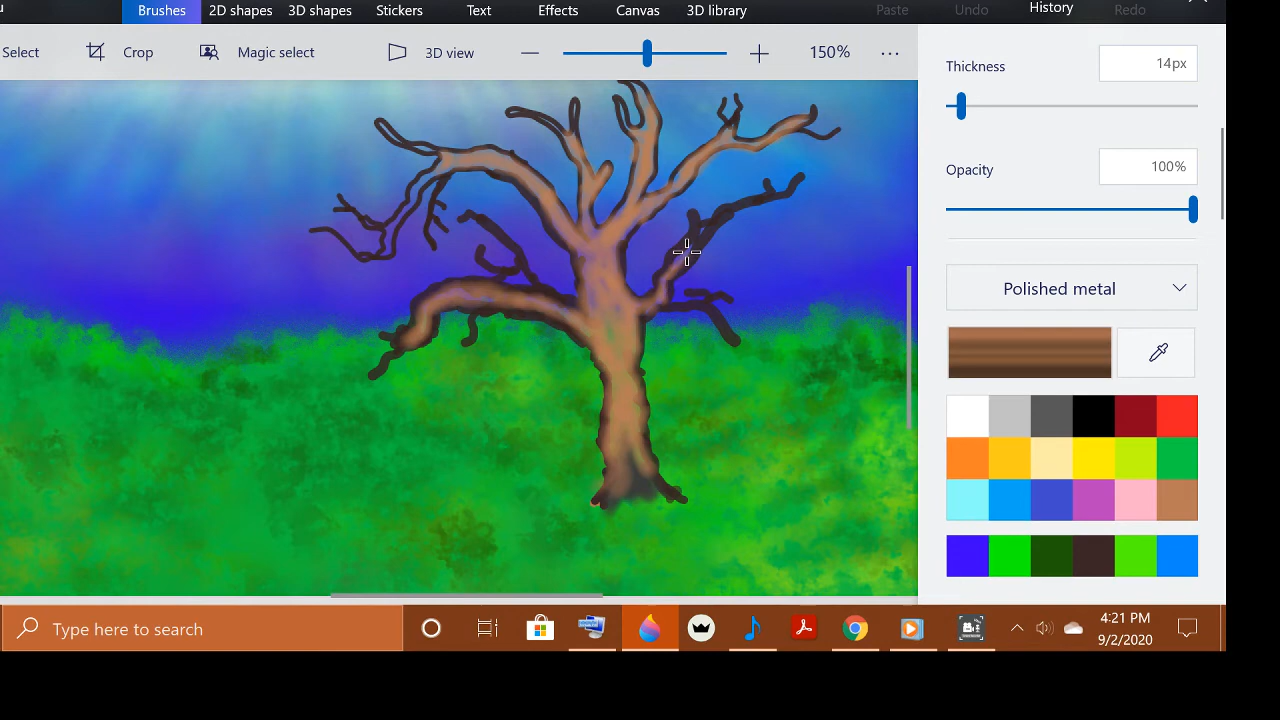 Brushes 2D shapes 3D shapes Stickers Text Effects Canvas 3D library Paste Undo History Redo
Select Crop Magic select 3D view 150%
Thickness 14px
Opacity 100%
Polished metal
Type here to search
4:21 PM
9/2/2020